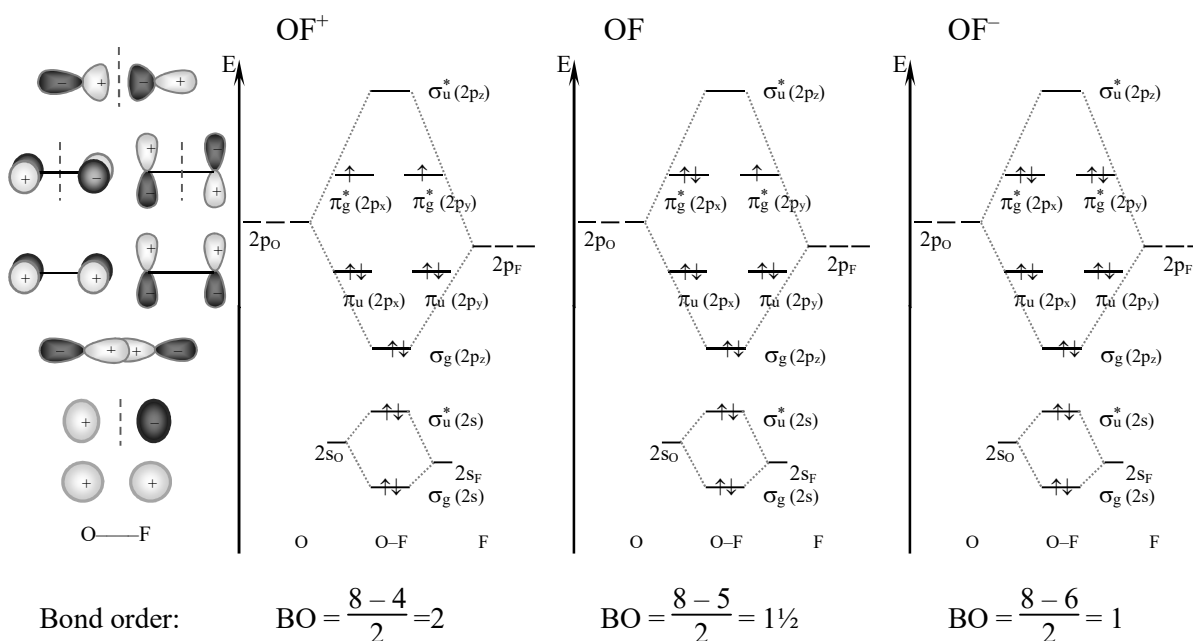 OF⁺ OF OF⁻
E E E
σ*u (2pz) σ*u (2pz) σ*u (2pz)
π*g (2px) π*g (2py) π*g (2px) π*g (2py) π*g (2px) π*g (2py)
2pO 2pF 2pO 2pF 2pO 2pF
πu (2px) πu (2py) πu (2px) πu (2py) πu (2px) πu (2py)
σg (2pz) σg (2pz) σg (2pz)
σ*u (2s) σ*u (2s) σ*u (2s)
2sO 2sF 2sO 2sF 2sO 2sF
σg (2s) σg (2s) σg (2s)
O—F O O–F F O O–F F O O–F F
Bond order: BO = (8 – 4)/2 =2 BO = (8 – 5)/2 = 1½ BO = (8 – 6)/2 = 1